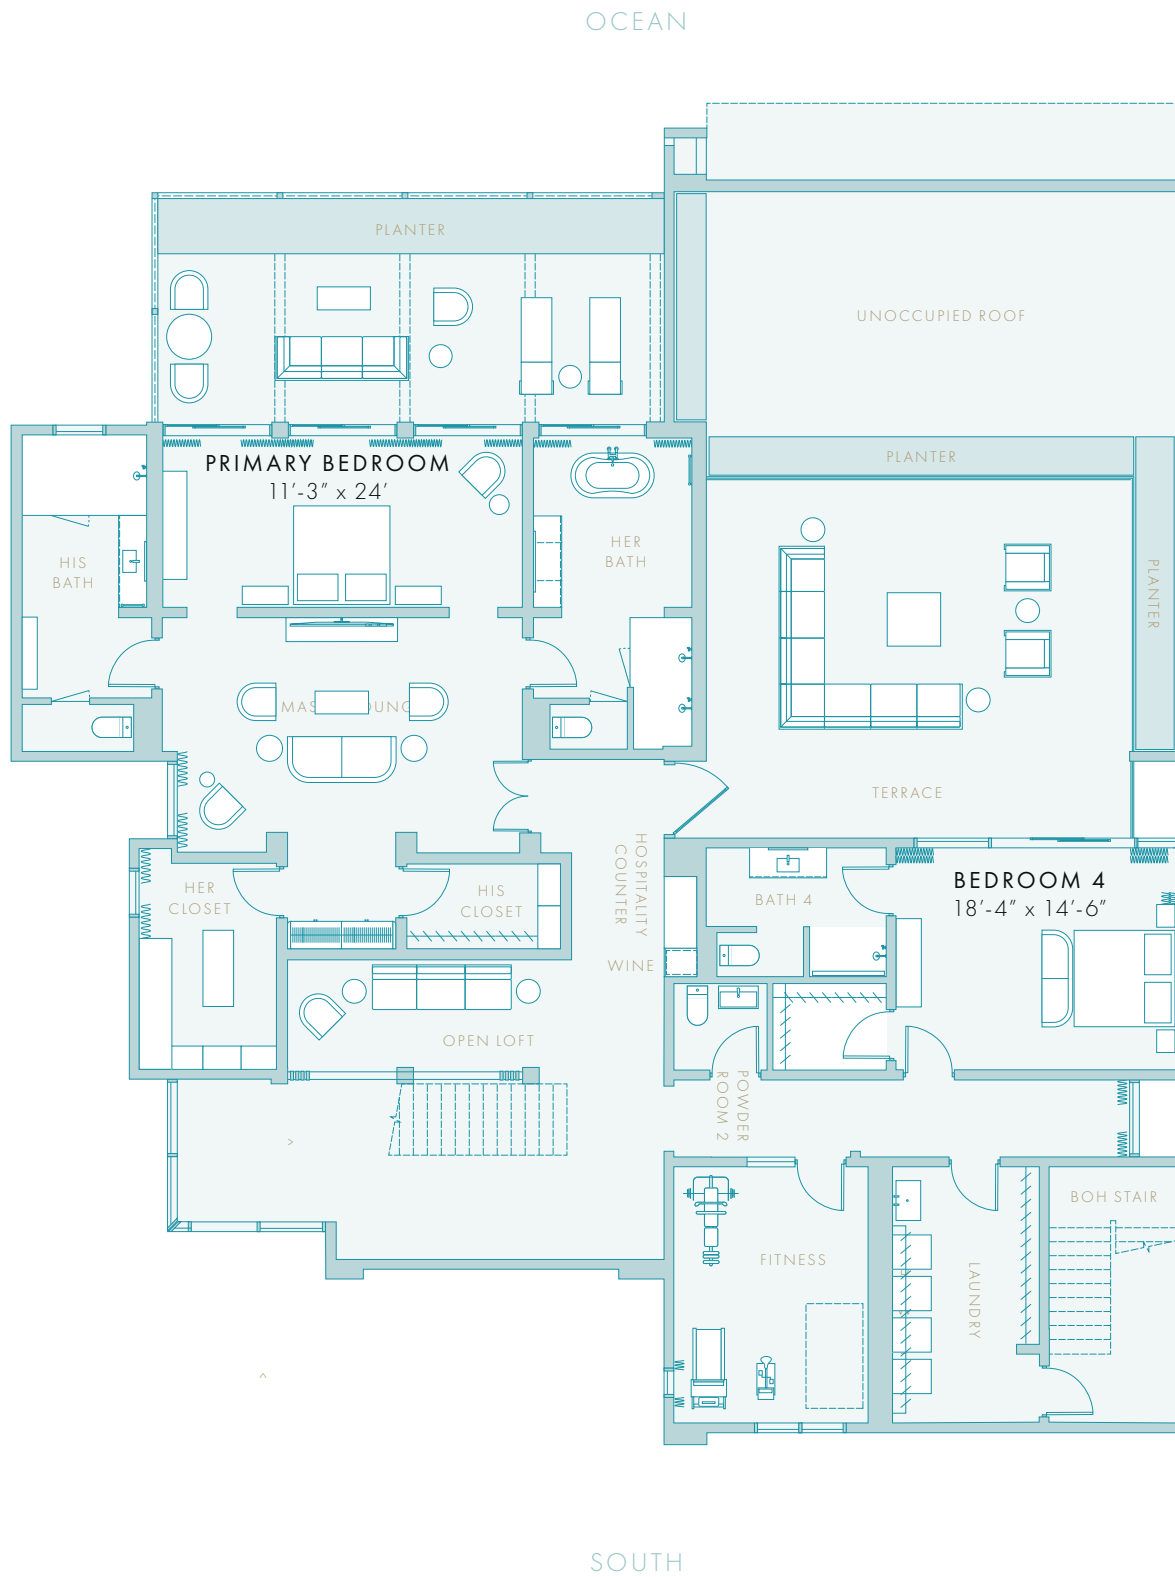 OCEAN
PLANTER
UNOCCUPIED ROOF
PRIMARY BEDROOM
11'-3" x 24'
PLANTER
HIS
BATH
HER
BATH
PLANTER
TERRACE
HOSPITALITY
COUNTER
HER
CLOSET
HIS
CLOSET
BATH 4
BEDROOM 4
18'-4" x 14'-6"
WINE
OPEN LOFT
POWDER
ROOM 2
BOH STAIR
FITNESS
LAUNDRY
SOUTH